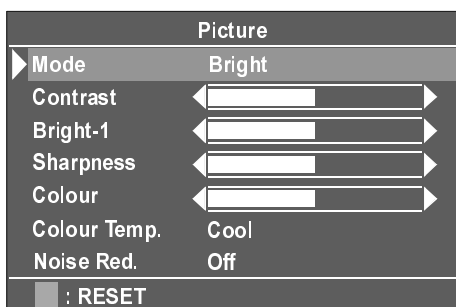 Picture
Mode Bright
Contrast
Bright-1
Sharpness
Colour
Colour Temp. Cool
Noise Red. Off
: RESET